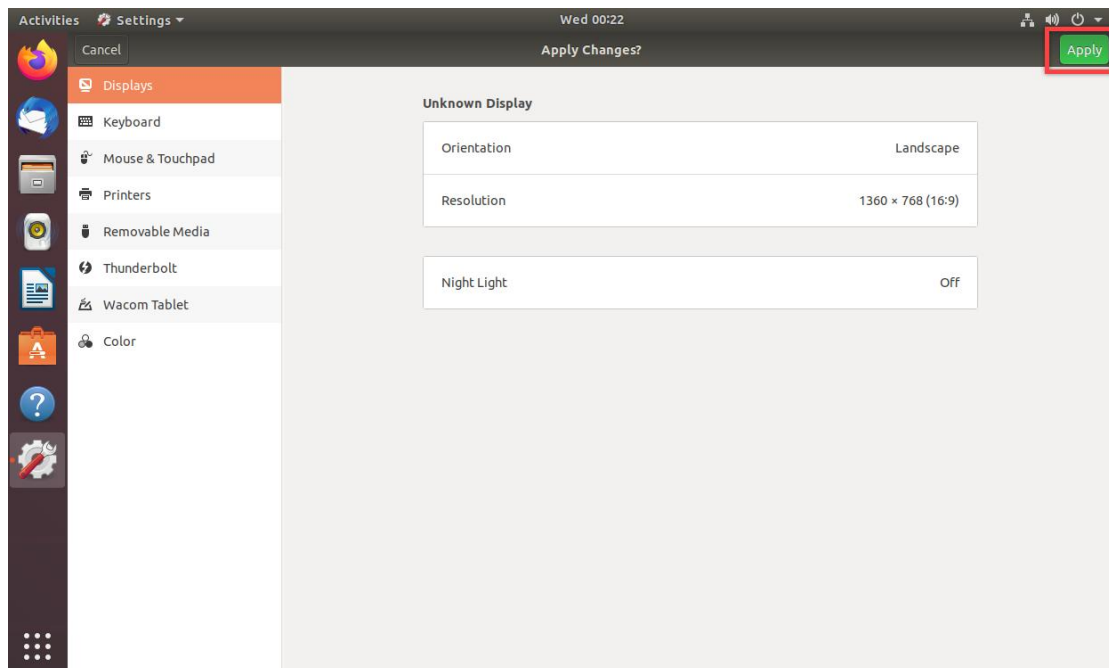 Activities Settings Wed 00:22
Cancel Apply Changes? Apply
Displays
Keyboard
Mouse & Touchpad
Printers
Removable Media
Thunderbolt
Wacom Tablet
Color
Unknown Display
Orientation Landscape
Resolution 1360 × 768 (16:9)
Night Light Off